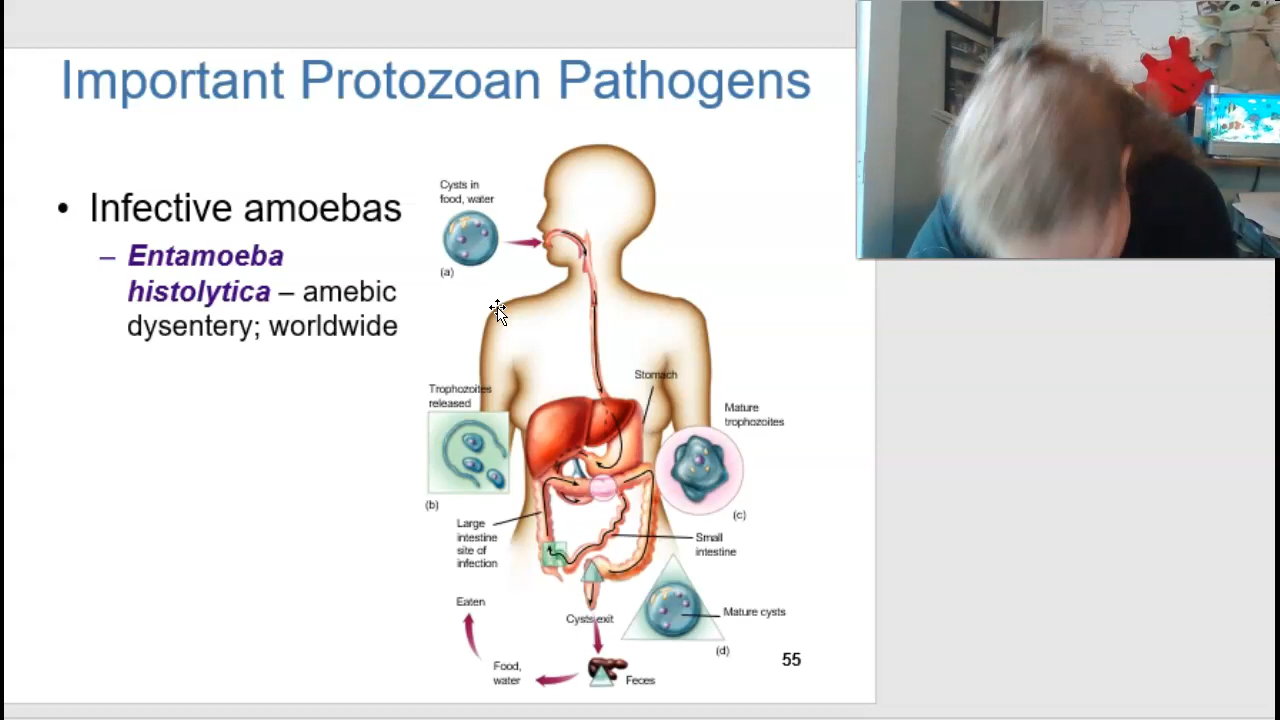 Important Protozoan Pathogens
• Infective amoebas
– Entamoeba
histolytica – amebic
dysentery; worldwide
Cysts in
food, water
(a)
Trophozoites
released
(b)
Stomach
Mature
trophozoites
(c)
Large
intestine
site of
infection
Small
intestine
Eaten
Cysts exit
Mature cysts
(d)
Food,
water
Feces
55